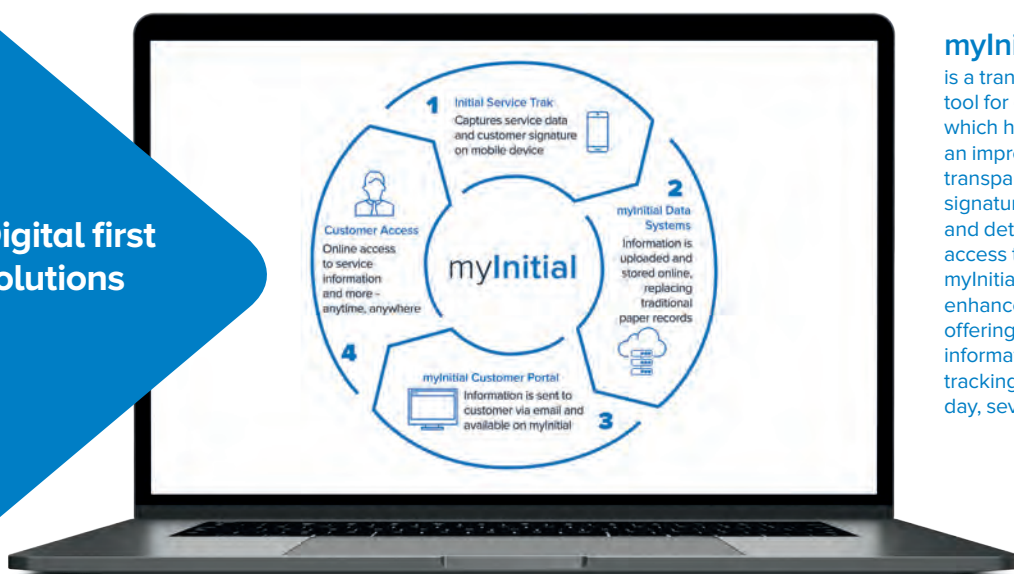 igital first
olutions
1
Initial Service Trak
Captures service data
and customer signature
on mobile device
2
myInitial Data
Systems
Information is
uploaded and
stored online,
replacing
traditional
paper records
3
myInitial Customer Portal
Information is sent to
customer via email and
available on myInitial
4
Customer Access
Online access
to service
information
and more -
anytime, anywhere
myInitial
myIni
is a tran
tool for
which h
an impro
transpa
signatur
and det
access t
myInitia
enhance
offering
informat
tracking
day, sev